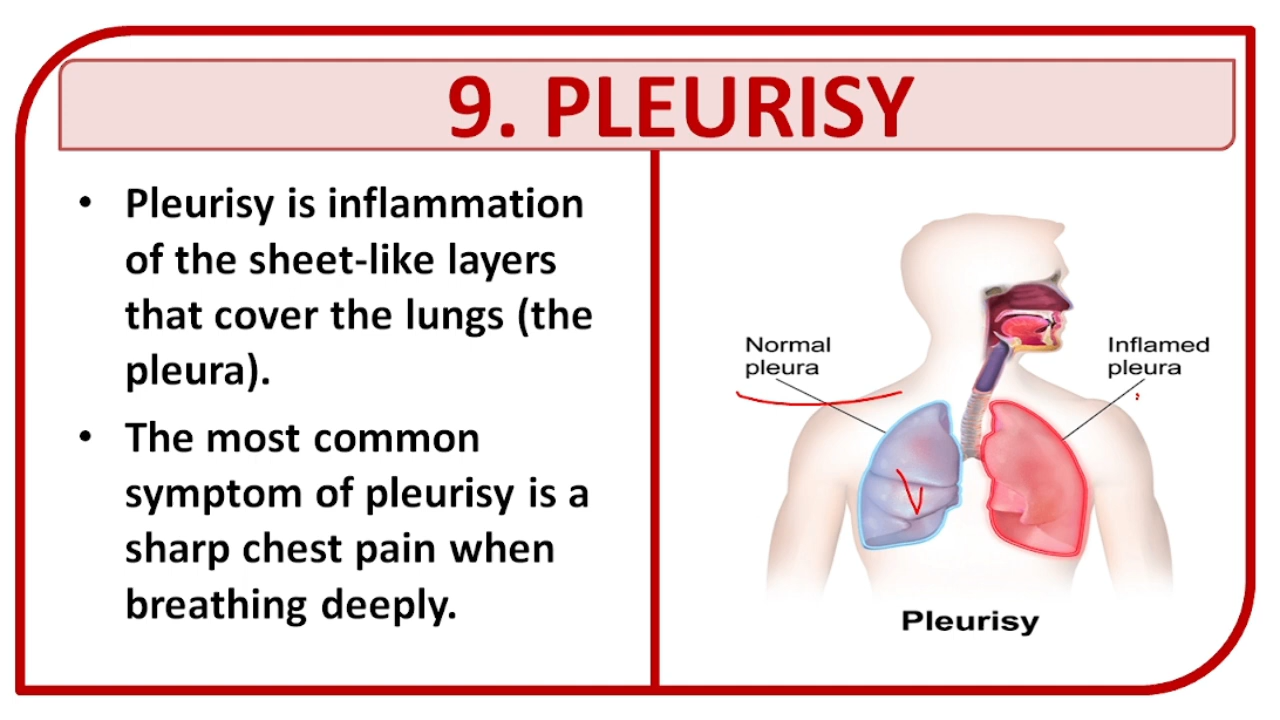 9. PLEURISY
• Pleurisy is inflammation
of the sheet-like layers
that cover the lungs (the
pleura).
• The most common
symptom of pleurisy is a
sharp chest pain when
breathing deeply.
Normal
pleura
Inflamed
pleura
Pleurisy